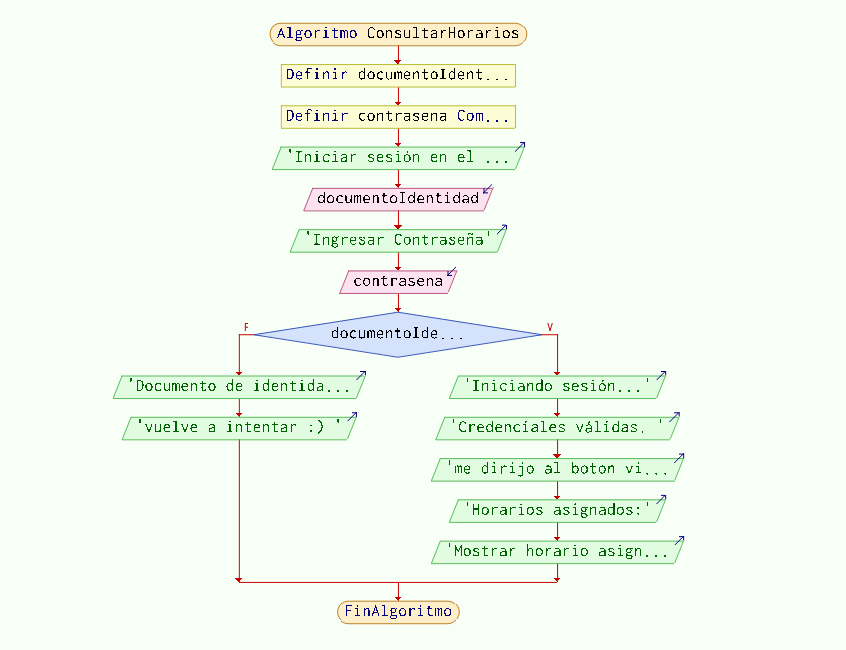 Algoritmo ConsultarHorarios
Definir documentoIdent...
Definir contrasena Com...
'Iniciar sesión en el ...
documentoIdentidad
'Ingresar Contraseña'
contrasena
documentoIde...
F
V
'Documento de identida...
'vuelve a intentar :) '
'Iniciando sesión...'
'Credenciales válidas. '
'me dirijo al boton vi...
'Horarios asignados:'
'Mostrar horario asign...
FinAlgoritmo